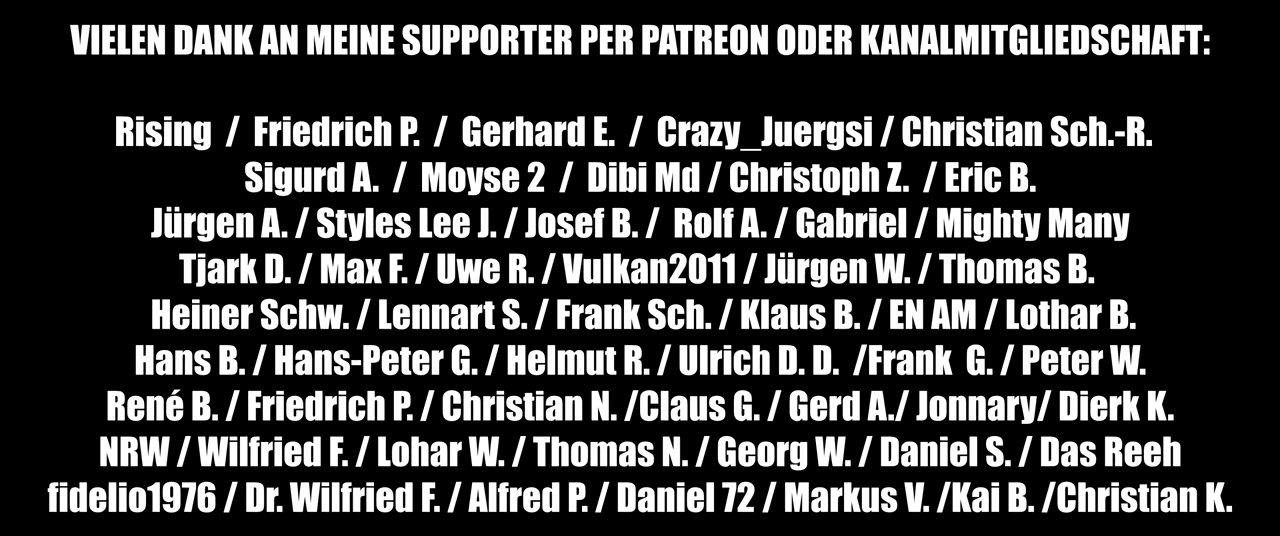 VIELEN DANK AN MEINE SUPPORTER PER PATREON ODER KANALMITGLIEDSCHAFT:
Rising / Friedrich P. / Gerhard E. / Crazy_Juergsi / Christian Sch.-R.
Sigurd A. / Moyse 2 / Dibi Md / Christoph Z. / Eric B.
Jürgen A. / Styles Lee J. / Josef B. / Rolf A. / Gabriel / Mighty Many
Tjark D. / Max F. / Uwe R. / Vulkan2011 / Jürgen W. / Thomas B.
Heiner Schw. / Lennart S. / Frank Sch. / Klaus B. / EN AM / Lothar B.
Hans B. / Hans-Peter G. / Helmut R. / Ulrich D. D. /Frank G. / Peter W.
René B. / Friedrich P. / Christian N. /Claus G. / Gerd A./ Jonnary/ Dierk K.
NRW / Wilfried F. / Lohar W. / Thomas N. / Georg W. / Daniel S. / Das Reeh
fidelio1976 / Dr. Wilfried F. / Alfred P. / Daniel 72 / Markus V. /Kai B. /Christian K.